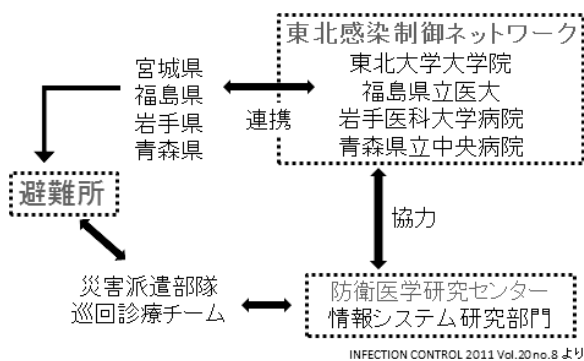 東北感染制御ネットワーク
東北大学大学院
福島県立医大
岩手医科大学病院
青森県立中央病院
宮城県
福島県
岩手県
青森県
連携
避難所
協力
災害派遣部隊
巡回診療チーム
防衛医学研究センター
情報システム研究部門
INFECTION CONTROL 2011 Vol.20 no.8 より